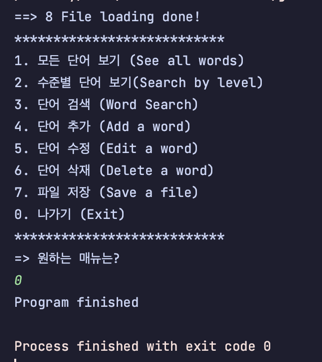 ==> 8 File loading done!
***************************
1. 모든 단어 보기 (See all words)
2. 수준별 단어 보기(Search by level)
3. 단어 검색 (Word Search)
4. 단어 추가 (Add a word)
5. 단어 수정 (Edit a word)
6. 단어 삭재 (Delete a word)
7. 파일 저장 (Save a file)
0. 나가기 (Exit)
***************************
=> 원하는 매뉴는?
0
Program finished
Process finished with exit code 0